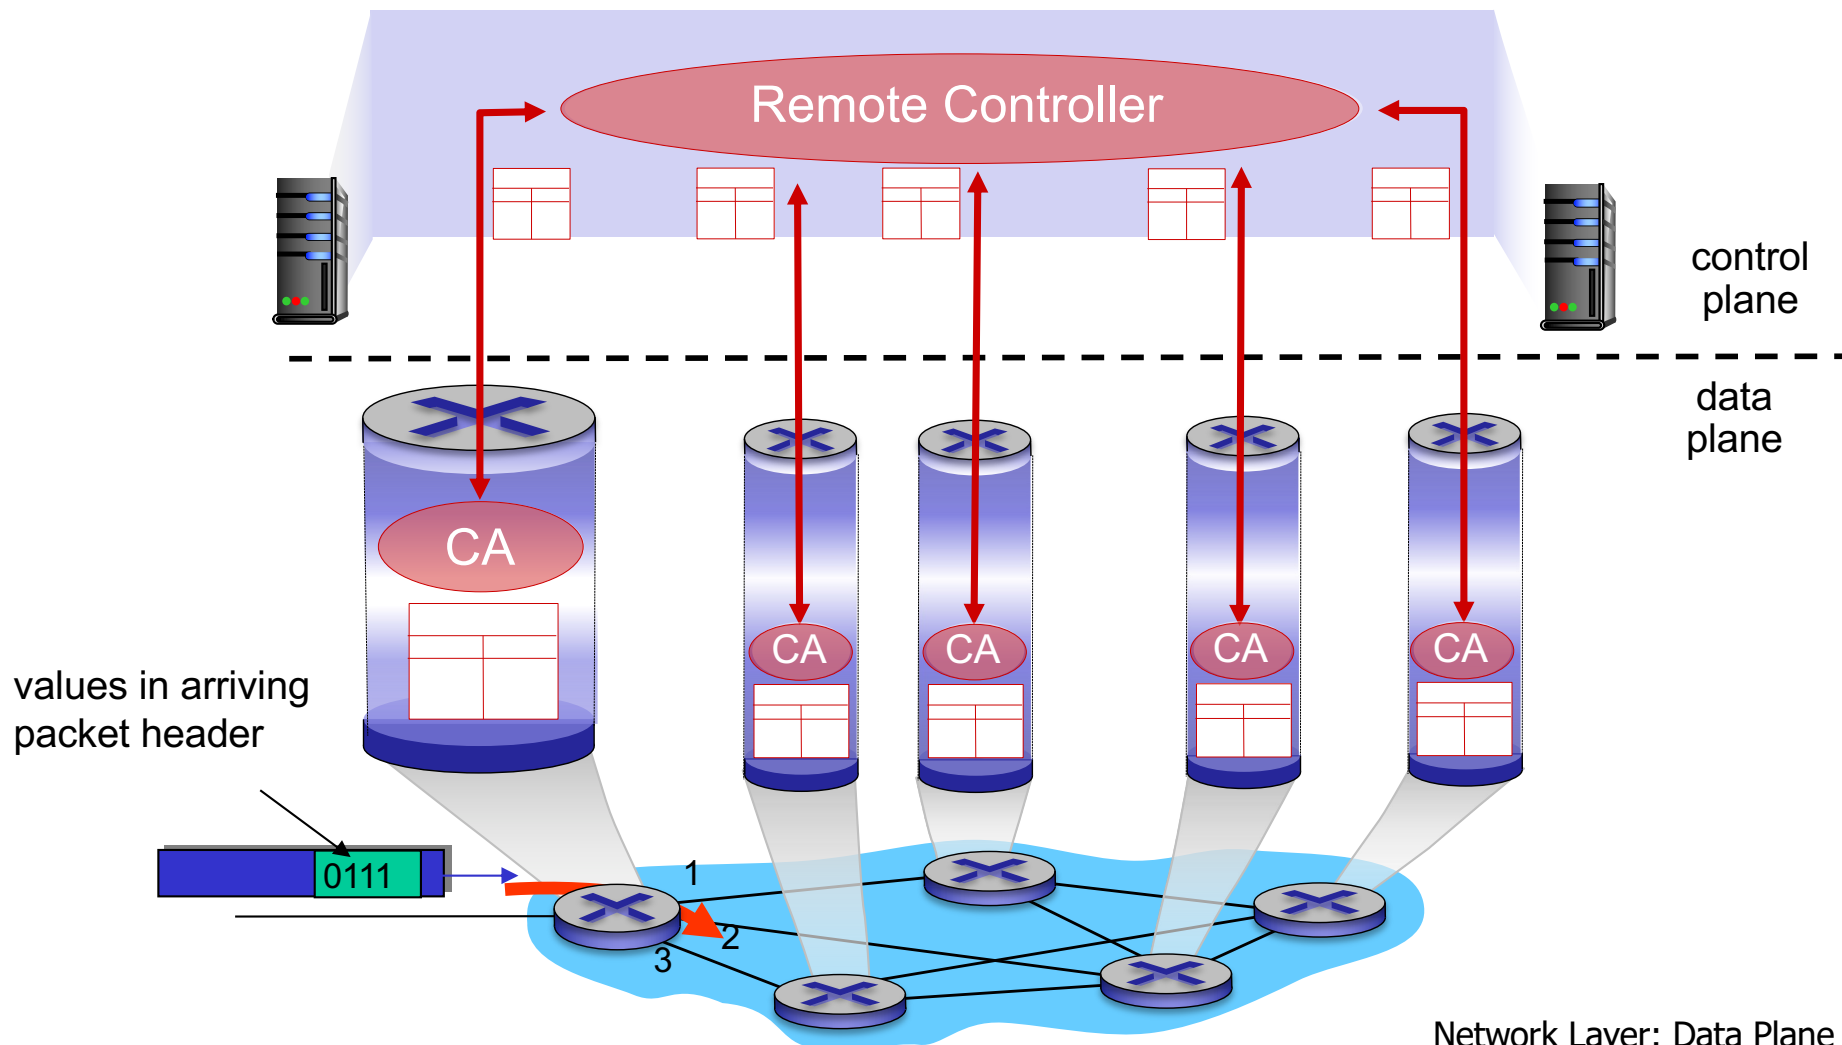 Remote Controller
control
plane
data
plane
CA
CA
CA
CA
CA
values in arriving
packet header
0111
1
2
3
Network Layer: Data Plane